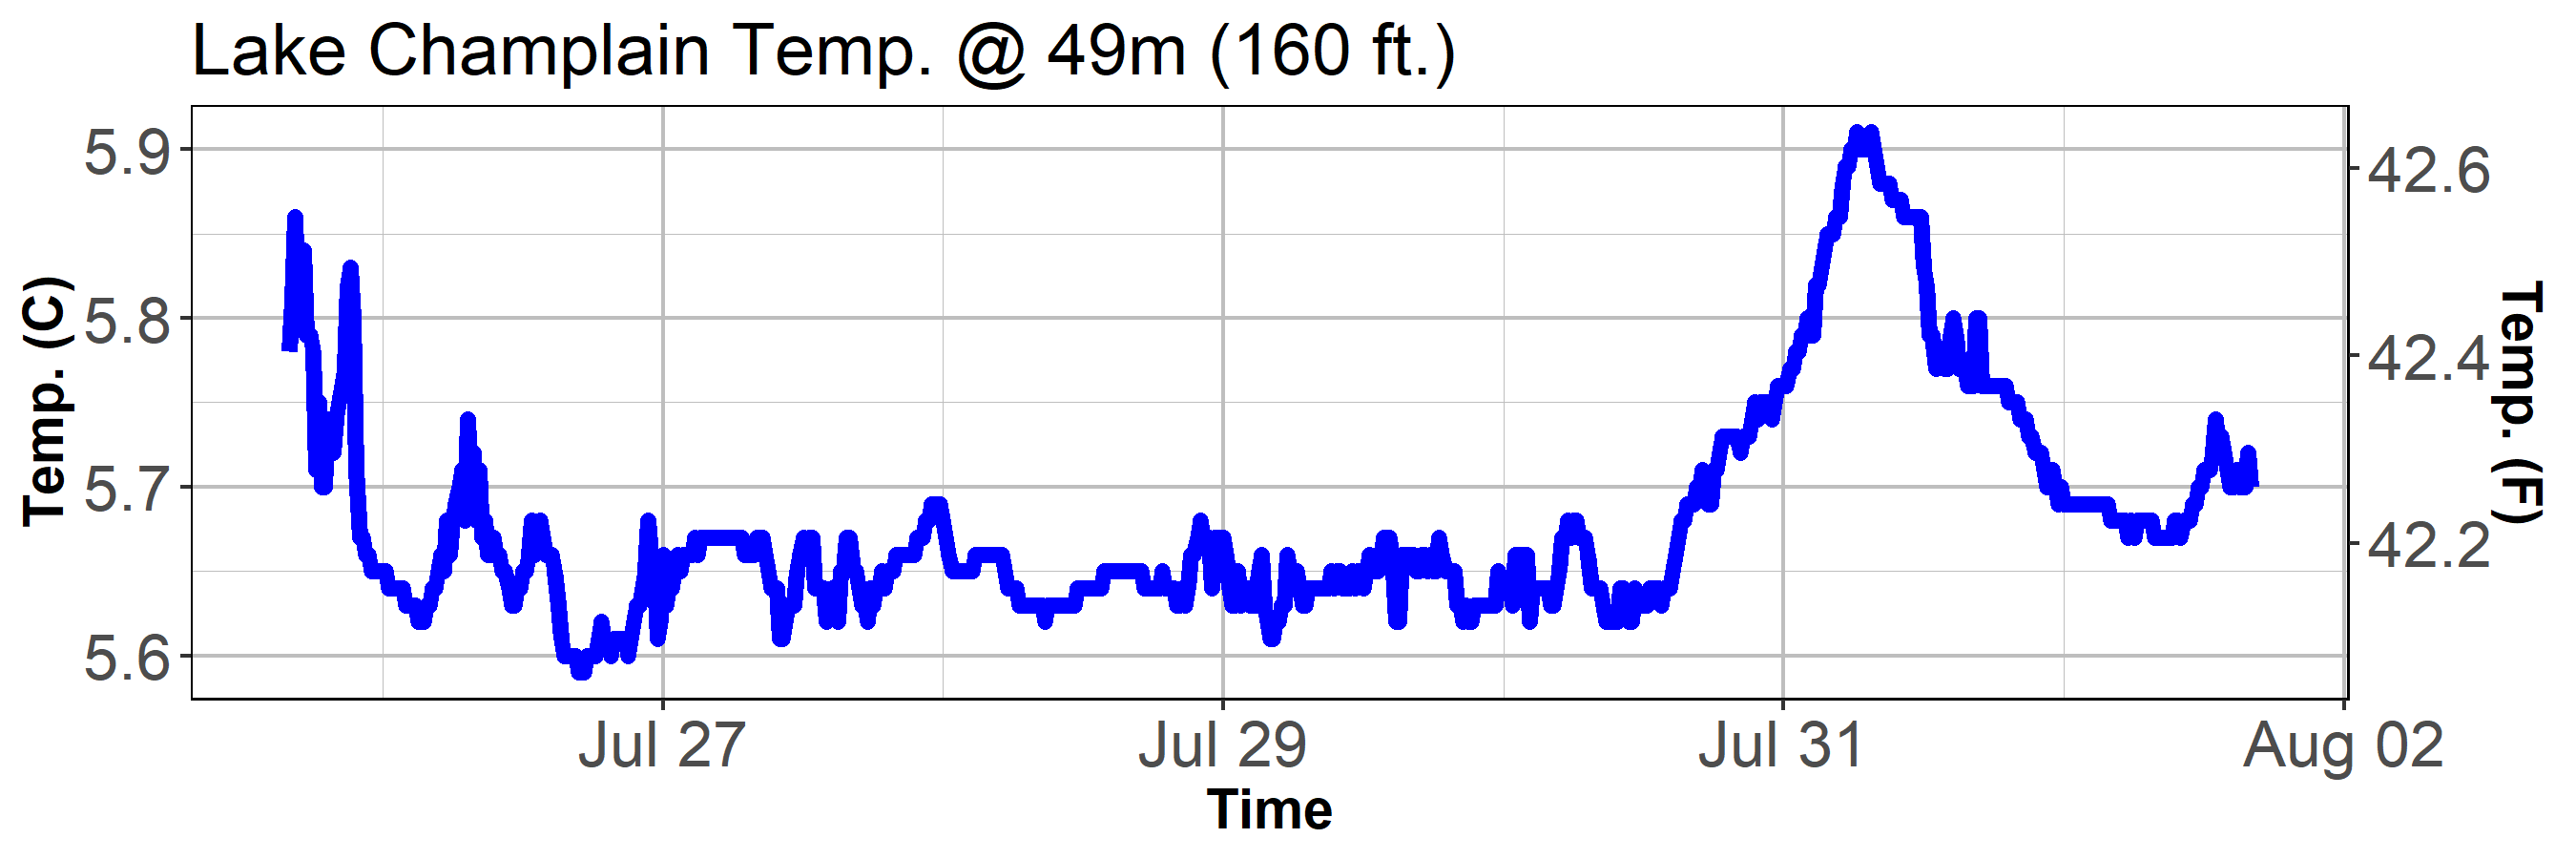 Lake Champlain Temp. @ 49m (160 ft.)
Temp. (C)
5.9
5.8
5.7
5.6
42.6
42.4
42.2
Temp. (F)
Jul 27
Jul 29
Jul 31
Aug 02
Time